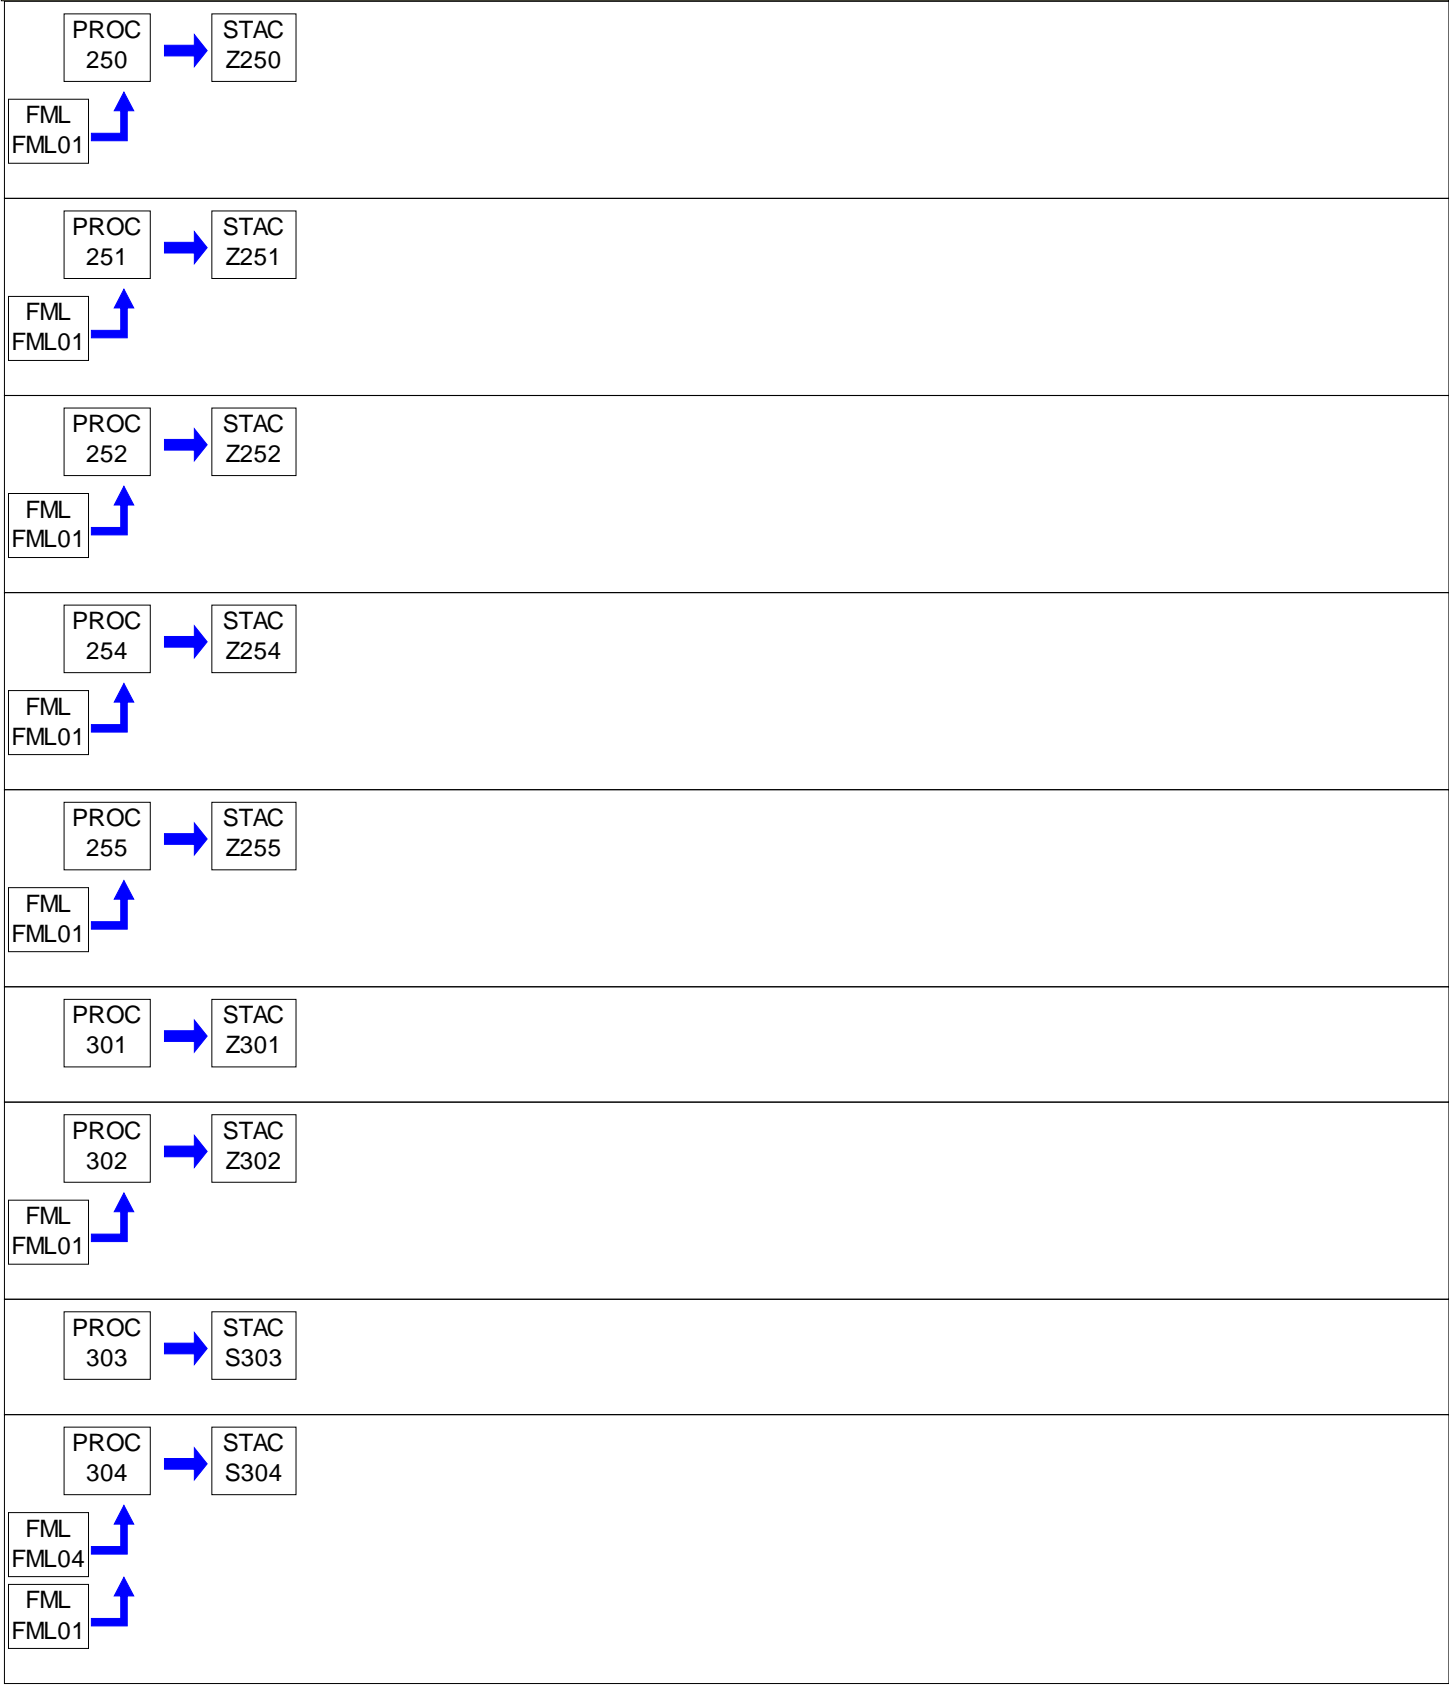 PROC
250
STAC
Z250
FML
FML01
PROC
251
STAC
Z251
FML
FML01
PROC
252
STAC
Z252
FML
FML01
PROC
254
STAC
Z254
FML
FML01
PROC
255
STAC
Z255
FML
FML01
PROC
301
STAC
Z301
PROC
302
STAC
Z302
FML
FML01
PROC
303
STAC
S303
PROC
304
STAC
S304
FML
FML04
FML
FML01